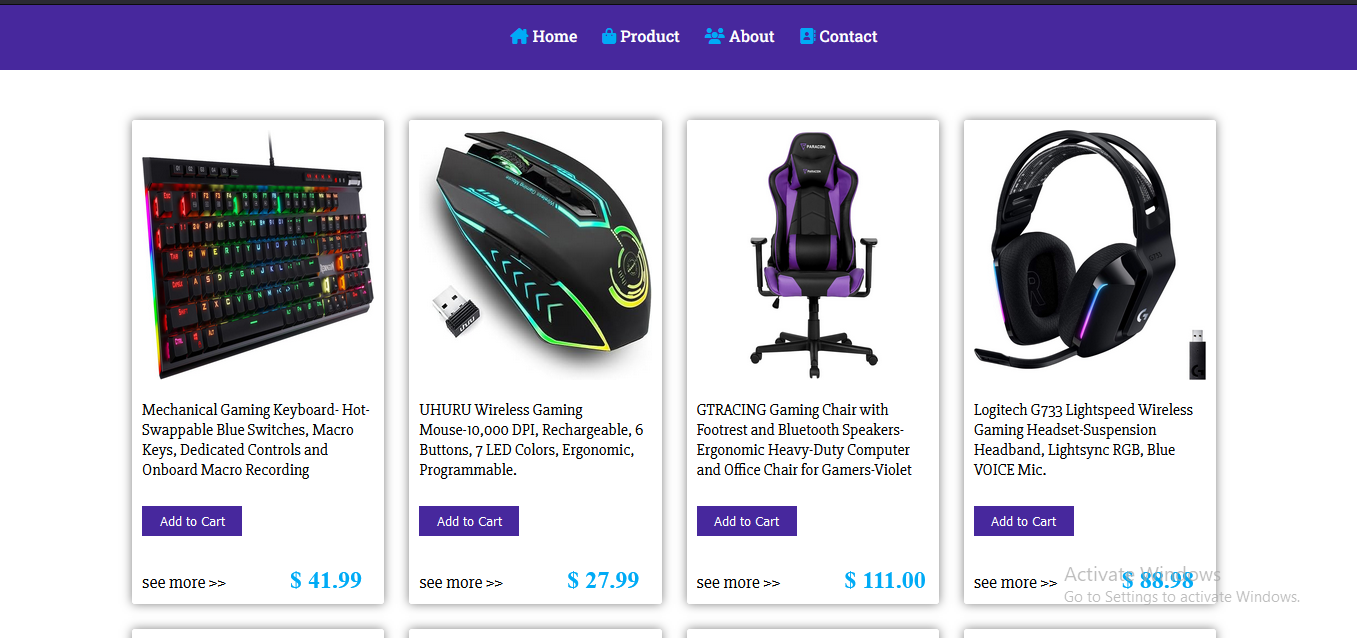 Home Product About Contact
PARACON
PARACON
Mechanical Gaming Keyboard- Hot-
Swappable Blue Switches, Macro
Keys, Dedicated Controls and
Onboard Macro Recording
Add to Cart
see more >> $ 41.99
UHURU Wireless Gaming
Mouse-10,000 DPI, Rechargeable, 6
Buttons, 7 LED Colors, Ergonomic,
Programmable.
Add to Cart
see more >> $ 27.99
GTRACING Gaming Chair with
Footrest and Bluetooth Speakers-
Ergonomic Heavy-Duty Computer
and Office Chair for Gamers-Violet
Add to Cart
see more >> $ 111.00
Logitech G733 Lightspeed Wireless
Gaming Headset-Suspension
Headband, Lightsync RGB, Blue
VOICE Mic.
Add to Cart
see more >> $ 88.98
Activate Windows
Go to Settings to activate Windows.